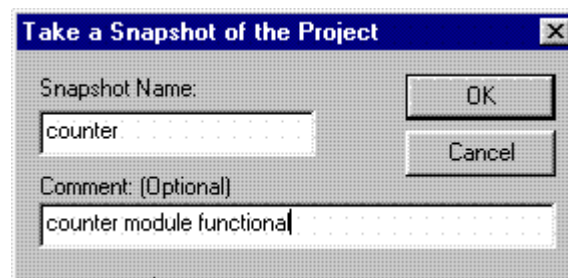 Take a Snapshot of the Project
Snapshot Name:
OK
counter
Cancel
Comment: (Optional)
counter module functional